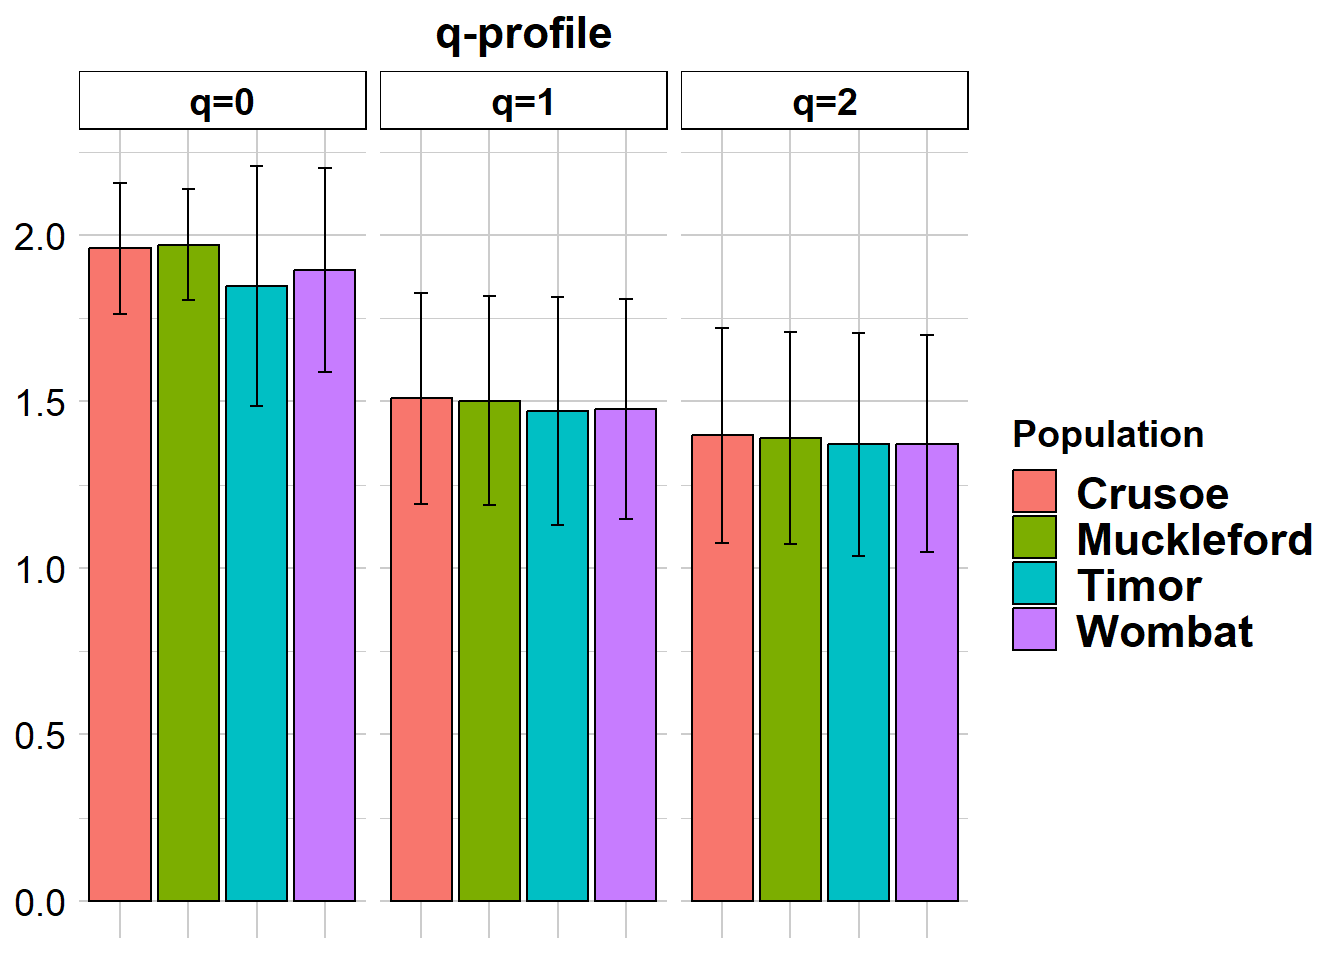 q-profile
q=0 q=1 q=2
2.0
1.5
1.0
0.5
0.0
Population
Crusoe
Muckleford
Timor
Wombat